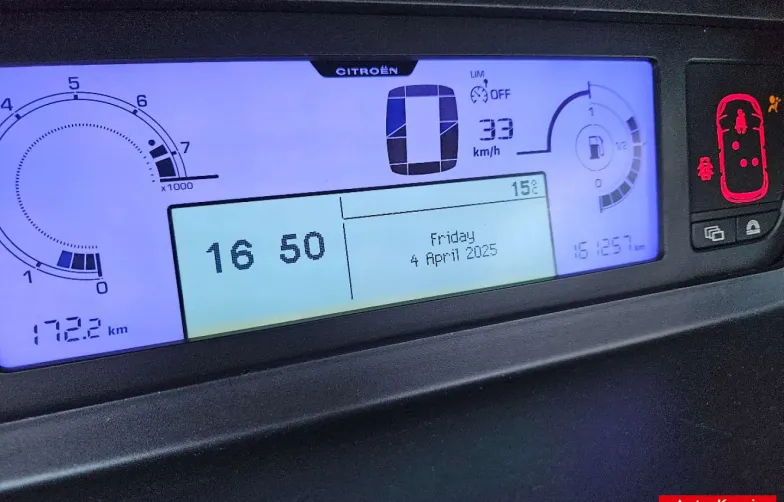 CITROËN
4
5
6
7
x1000
1
0
172.2 km
0
LIM
OFF
33
km/h
1
1/2
0
161257 km
15°C
16 50
Friday
4 April 2025